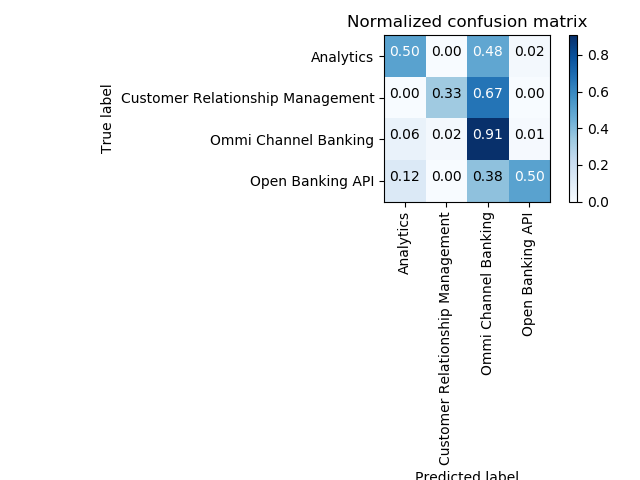 Normalized confusion matrix
True label
Analytics 0.50 0.00 0.48 0.02
Customer Relationship Management 0.00 0.33 0.67 0.00
Ommi Channel Banking 0.06 0.02 0.91 0.01
Open Banking API 0.12 0.00 0.38 0.50
Analytics
Customer Relationship Management
Ommi Channel Banking
Open Banking API
Predicted label
0.8
0.6
0.4
0.2
0.0